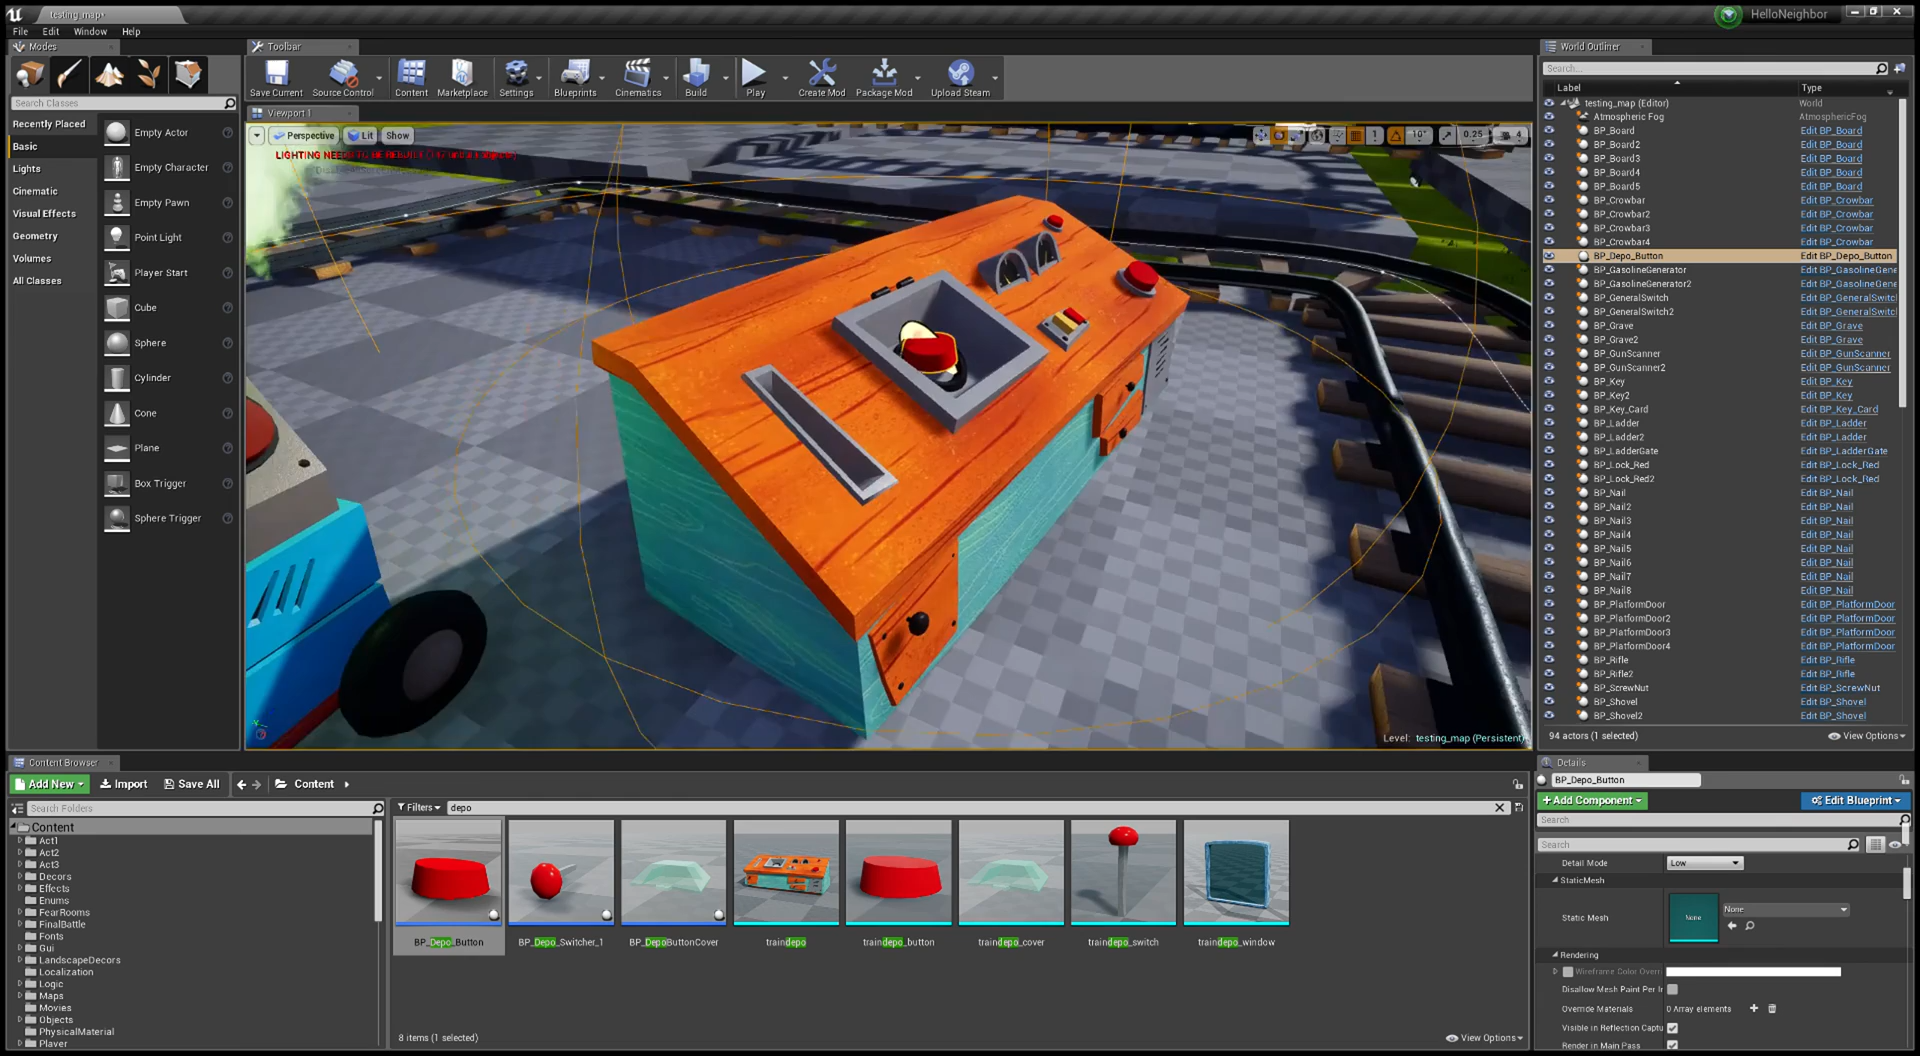 testing_map*
HelloNeighbor
File Edit Window Help
Modes
Toolbar
World Outliner
Save Current
Source Control
Content
Marketplace
Settings
Blueprints
Cinematics
Build
Play
Create Mod
Package Mod
Upload Steam
Search Classes
Recently Placed
Basic
Lights
Cinematic
Visual Effects
Geometry
Volumes
All Classes
Empty Actor
Empty Character
Empty Pawn
Point Light
Player Start
Cube
Sphere
Cylinder
Cone
Plane
Box Trigger
Sphere Trigger
Viewport 1
Perspective Lit Show
1 10° 0.25 4
LIGHTING NEEDS TO BE REBUILT
Level: testing_map (Persistent)
Search...
Label Type
testing_map (Editor) World
Atmospheric Fog AtmosphericFog
BP_Board Edit BP_Board
BP_Board2 Edit BP_Board
BP_Board3 Edit BP_Board
BP_Board4 Edit BP_Board
BP_Board5 Edit BP_Board
BP_Crowbar Edit BP_Crowbar
BP_Crowbar2 Edit BP_Crowbar
BP_Crowbar3 Edit BP_Crowbar
BP_Crowbar4 Edit BP_Crowbar
BP_Depo_Button Edit BP_Depo_Button
BP_GasolineGenerator Edit BP_GasolineGene
BP_GasolineGenerator2 Edit BP_GasolineGene
BP_GeneralSwitch Edit BP_GeneralSwitcl
BP_GeneralSwitch2 Edit BP_GeneralSwitcl
BP_Grave Edit BP_Grave
BP_Grave2 Edit BP_Grave
BP_GunScanner Edit BP_GunScanner
BP_GunScanner2 Edit BP_GunScanner
BP_Key Edit BP_Key
BP_Key2 Edit BP_Key
BP_Key_Card Edit BP_Key_Card
BP_Ladder Edit BP_Ladder
BP_Ladder2 Edit BP_Ladder
BP_LadderGate Edit BP_LadderGate
BP_Lock_Red Edit BP_Lock_Red
BP_Lock_Red2 Edit BP_Lock_Red
BP_Nail Edit BP_Nail
BP_Nail2 Edit BP_Nail
BP_Nail3 Edit BP_Nail
BP_Nail4 Edit BP_Nail
BP_Nail5 Edit BP_Nail
BP_Nail6 Edit BP_Nail
BP_Nail7 Edit BP_Nail
BP_Nail8 Edit BP_Nail
BP_PlatformDoor Edit BP_PlatformDoor
BP_PlatformDoor2 Edit BP_PlatformDoor
BP_PlatformDoor3 Edit BP_PlatformDoor
BP_PlatformDoor4 Edit BP_PlatformDoor
BP_Rifle Edit BP_Rifle
BP_Rifle2 Edit BP_Rifle
BP_ScrewNut Edit BP_ScrewNut
BP_Shovel Edit BP_Shovel
BP_Shovel2 Edit BP_Shovel
94 actors (1 selected) View Options
Content Browser
Add New Import Save All Content
Search Folders
Content
Act1
Act2
Act3
Decors
Effects
Enums
FearRooms
FinalBattle
Fonts
Gui
LandscapeDecors
Localization
Logic
Maps
Movies
Objects
PhysicalMaterial
Player
Filters depo
BP_Depo_Button
BP_Depo_Switcher_1
BP_DepoButtonCover
traindepo
traindepo_button
traindepo_cover
traindepo_switch
traindepo_window
8 items (1 selected) View Options
Details
BP_Depo_Button
Add Component Edit Blueprint
Search
Search
Detail Mode Low
StaticMesh
Static Mesh None None
Rendering
Wireframe Color Overri
Disallow Mesh Paint Per In
Override Materials 0 Array elements
Visible in Reflection Captu
Render in Main Pass